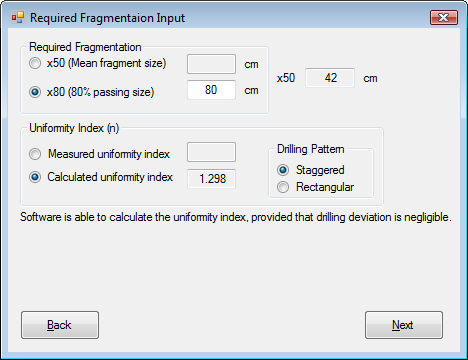 Required Fragmentaion Input
Required Fragmentation
x50 (Mean fragment size) cm
x80 (80% passing size) 80 cm
x50 42 cm
Uniformity Index (n)
Measured uniformity index
Calculated uniformity index 1.298
Drilling Pattern
Staggered
Rectangular
Software is able to calculate the uniformity index, provided that drilling deviation is negligible.
Back
Next